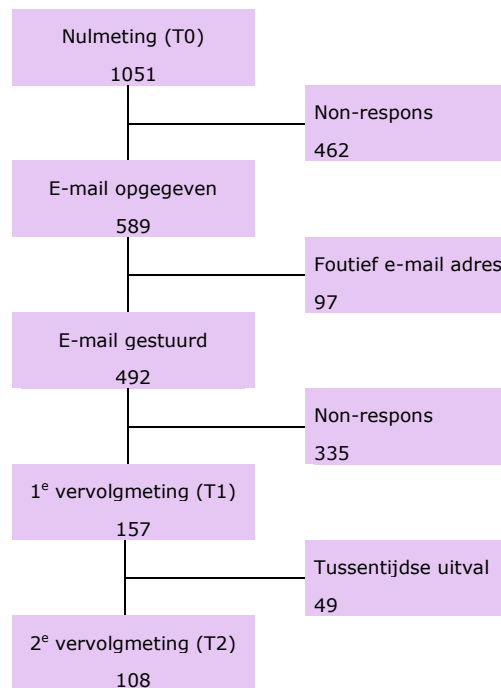 Nulmeting (T0)
1051
Non-respons
462
E-mail opgegeven
589
Foutief e-mail adres
97
E-mail gestuurd
492
Non-respons
335
1e vervolgmeting (T1)
157
Tussentijdse uitval
49
2e vervolgmeting (T2)
108